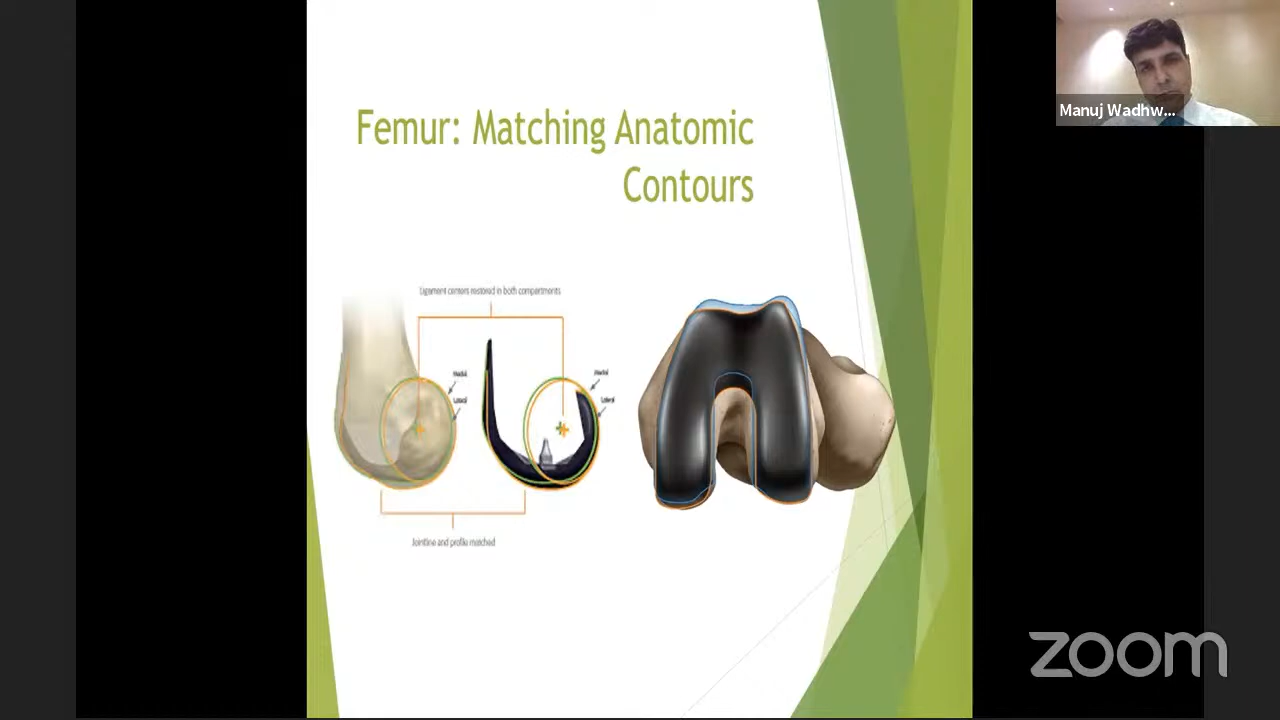 Manuj Wadhw...
Femur: Matching Anatomic
Contours
Ligament centers restored in both compartments
Medial
Lateral
Medial
Lateral
Jointline and profile matched
zoom